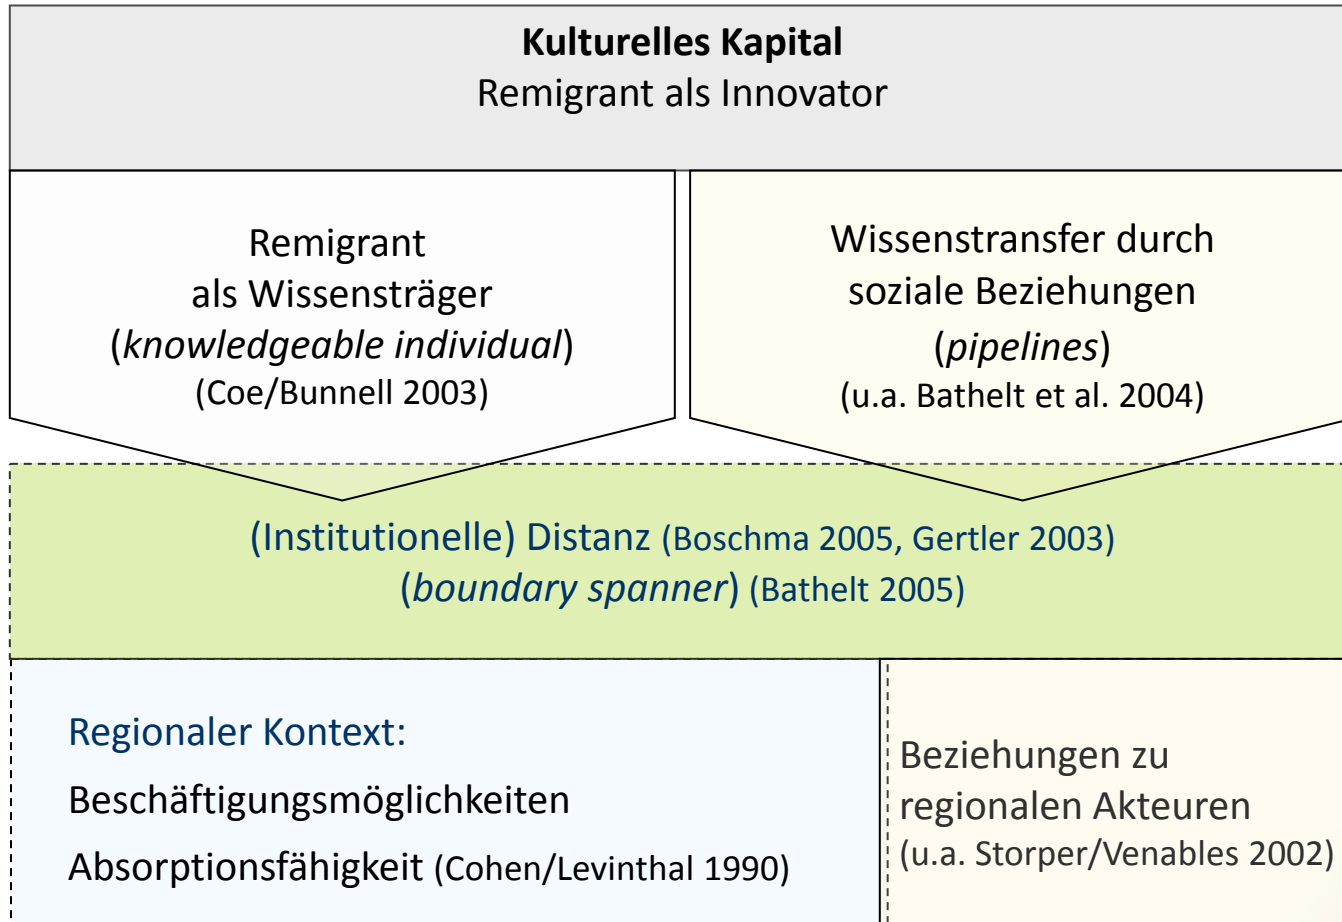 Kulturelles Kapital
Remigrant als Innovator
Remigrant
als Wissensträger
(knowledgeable individual)
(Coe/Bunnell 2003)
Wissenstransfer durch
soziale Beziehungen
(pipelines)
(u.a. Bathelt et al. 2004)
(Institutionelle) Distanz (Boschma 2005, Gertler 2003)
(boundary spanner) (Bathelt 2005)
Regionaler Kontext:
Beschäftigungsmöglichkeiten
Absorptionsfähigkeit (Cohen/Levinthal 1990)
Beziehungen zu
regionalen Akteuren
(u.a. Storper/Venables 2002)